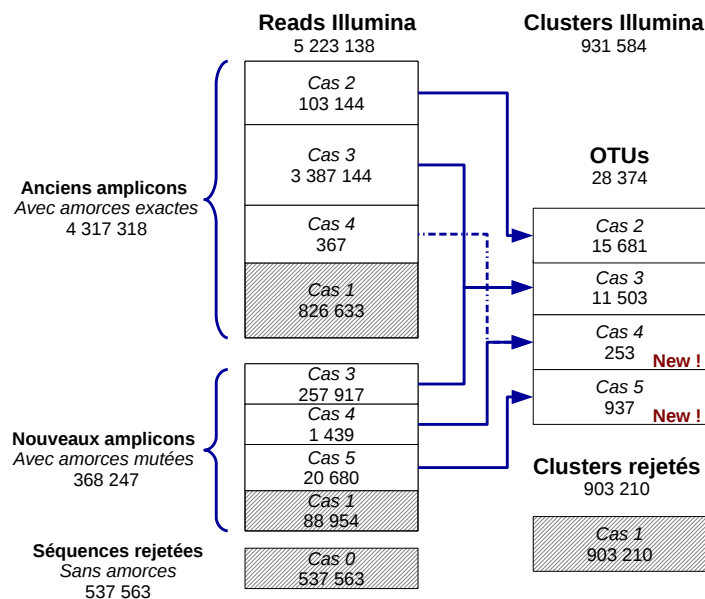 Reads Illumina
5 223 138
Clusters Illumina
931 584
Cas 2
103 144
Cas 3
3 387 144
Cas 4
367
Cas 1
826 633
Anciens amplicons
Avec amorces exactes
4 317 318
OTUs
28 374
Cas 2
15 681
Cas 3
11 503
Cas 4
253 New !
Cas 5
937 New !
Cas 3
257 917
Cas 4
1 439
Cas 5
20 680
Cas 1
88 954
Nouveaux amplicons
Avec amorces mutées
368 247
Clusters rejetés
903 210
Cas 1
903 210
Séquences rejetées
Sans amorces
537 563
Cas 0
537 563